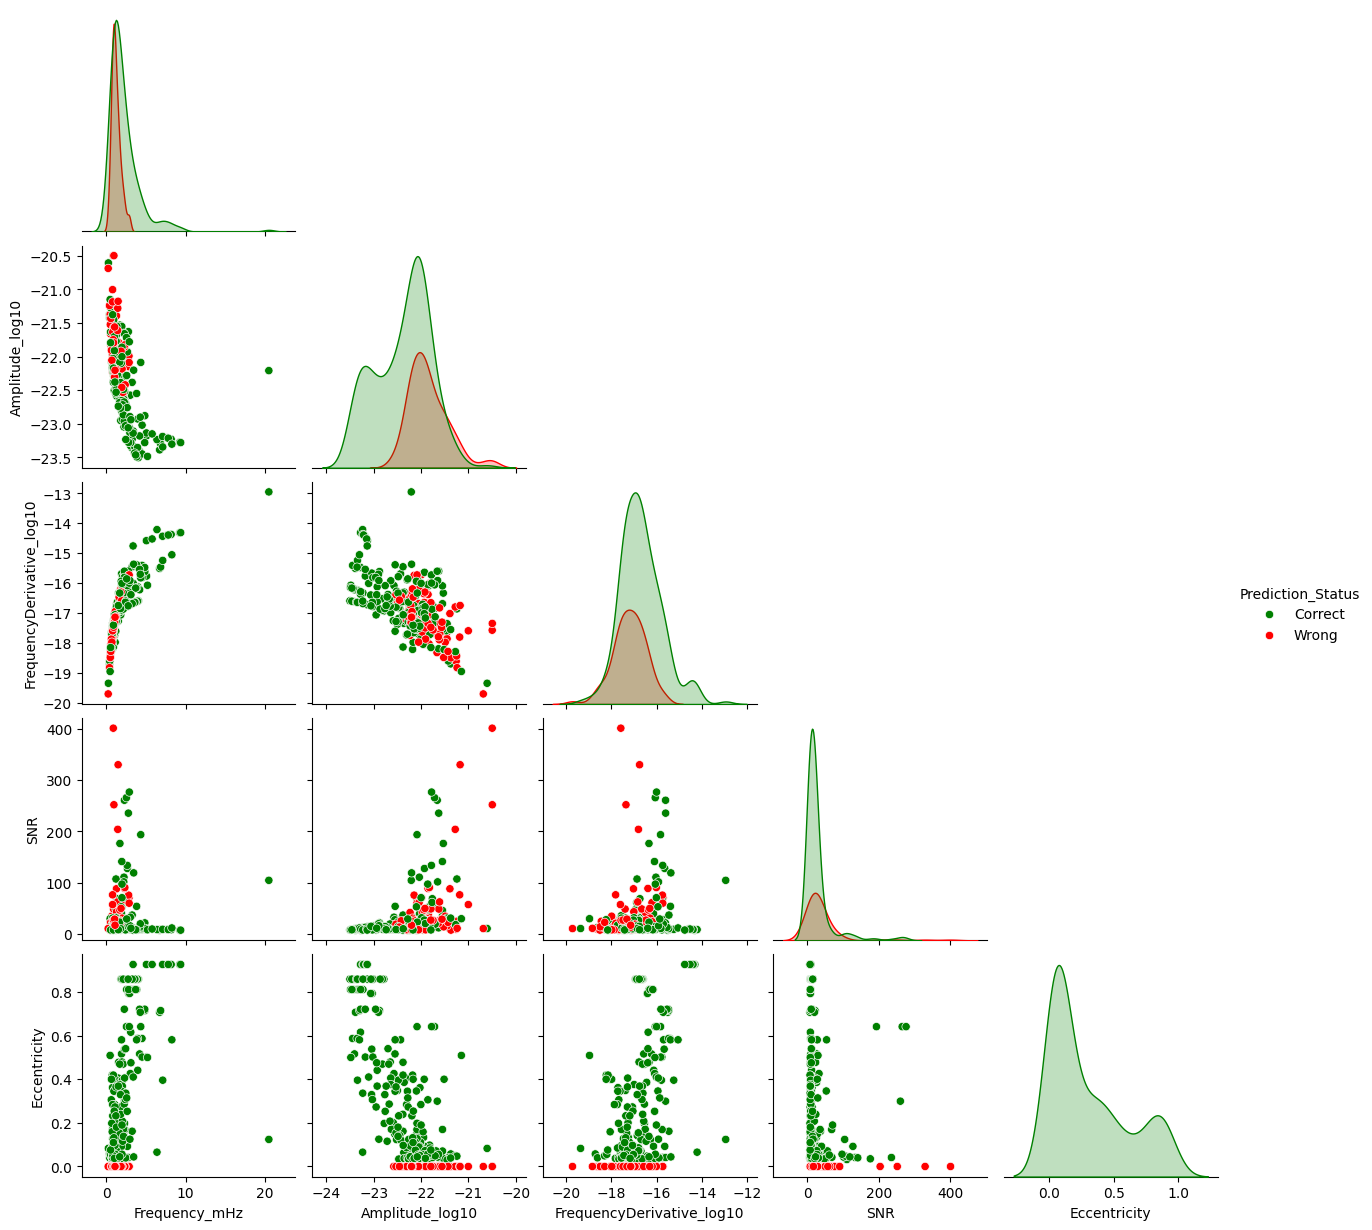 Amplitude_log10
−20.5
−21.0
−21.5
−22.0
−22.5
−23.0
−23.5
FrequencyDerivative_log10
−13
−14
−15
−16
−17
−18
−19
−20
Prediction_Status
Correct
Wrong
SNR
400
300
200
100
0
Eccentricity
0.8
0.6
0.4
0.2
0.0
0 10 20
−24 −23 −22 −21 −20
−20 −18 −16 −14 −12
0 200 400
0.0 0.5 1.0
Frequency_mHz
Amplitude_log10
FrequencyDerivative_log10
SNR
Eccentricity